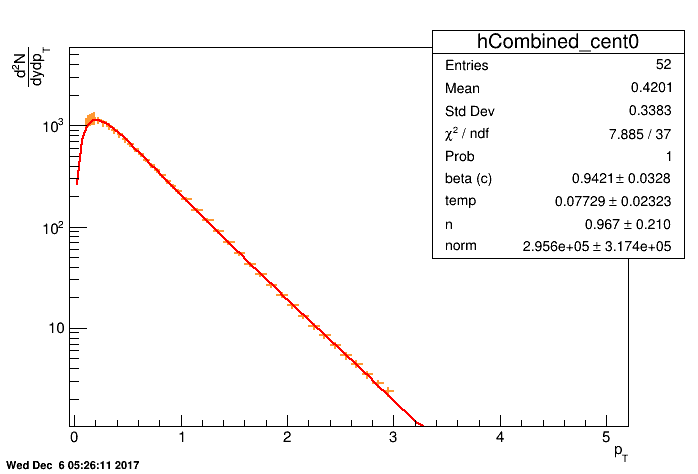 hCombined_cent0
Entries 52
Mean 0.4201
Std Dev 0.3383
χ² / ndf 7.885 / 37
Prob 1
beta (c) 0.9421 ± 0.0328
temp 0.07729 ± 0.02323
n 0.967 ± 0.210
norm 2.956e+05 ± 3.174e+05
d²N
dydp_T
10³
10²
10
0 1 2 3 4 5
p_T
Wed Dec 6 05:26:11 2017